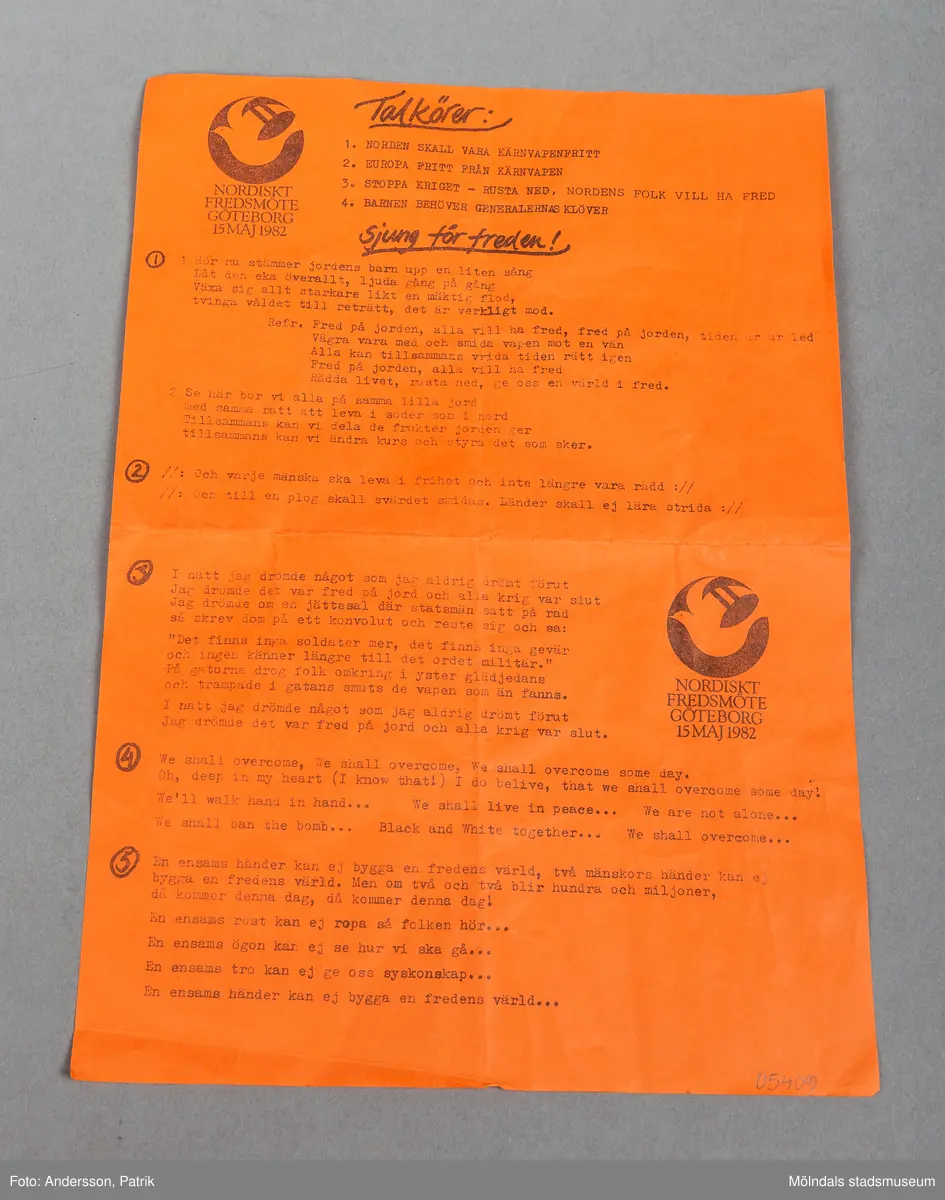 NORDISKT
FREDSMÖTE
GÖTEBORG
15 MAJ 1982
Talkörer:
1. NORDEN SKALL VARA KÄRNVAPENFRITT
2. EUROPA FRITT FRÅN KÄRNVAPEN
3. STOPPA KRIGET - RUSTA NED, NORDENS FOLK VILL HA FRED
4. BARNEN BEHÖVER GENERALERNAS KLÖVER
Sjung för freden!
① 1 Hör nu stämmer jordens barn upp en liten sång
Låt den eka överallt, ljuda gång på gång
Växa sig allt starkare likt en mäktig flod,
tvinga våldet till reträtt, det är verkligt mod.
Refr. Fred på jorden, alla vill ha fred, fred på jorden, tiden är ur led
Vägra vara med och smida vapen mot en vän
Alla kan tillsammans vrida tiden rätt igen
Fred på jorden, alla vill ha fred
Rädda livet, rusta ned, ge oss en värld i fred.
2 Se här bor vi alla på samma lilla jord
med samma rätt att leva i söder som i nord
Tillsammans kan vi dela de frukter jorden ger
tillsammans kan vi ändra kurs och styra det som sker.
② //: Och varje mänska ska leva i frihet och inte längre vara rädd ://
//: Och till en plog skall svärdet smidas. Länder skall ej lära strida ://
③ I natt jag drömde något som jag aldrig drömt förut
Jag drömde det var fred på jord och alla krig var slut
Jag drömde om en jättesal där statsmän satt på rad
så skrev dom på ett konvolut och reste sig och sa:
"Det finns inga soldater mer, det finns inga gevär
och ingen känner längre till det ordet militär."
På gatorna drog folk omkring i yster glädjedans
och trampade i gatans smuts de vapen som än fanns.
I natt jag drömde något som jag aldrig drömt förut
Jag drömde det var fred på jord och alla krig var slut.
NORDISKT
FREDSMÖTE
GÖTEBORG
15 MAJ 1982
④ We shall overcome, We shall overcome, We shall overcome some day.
Oh, deep in my heart (I know that!) I do belive, that we shall overcome some day!
We'll walk hand in hand... We shall live in peace... We are not alone...
We shall ban the bomb... Black and White together... We shall overcome...
⑤ En ensams händer kan ej bygga en fredens värld, två mänskors händer kan ej
bygga en fredens värld. Men om två och två blir hundra och miljoner,
då kommer denna dag, då kommer denna dag!
En ensams röst kan ej ropa så folken hör...
En ensams ögon kan ej se hur vi ska gå...
En ensams tro kan ej ge oss syskonskap...
En ensams händer kan ej bygga en fredens värld...
05409
Foto: Andersson, Patrik
Mölndals stadsmuseum